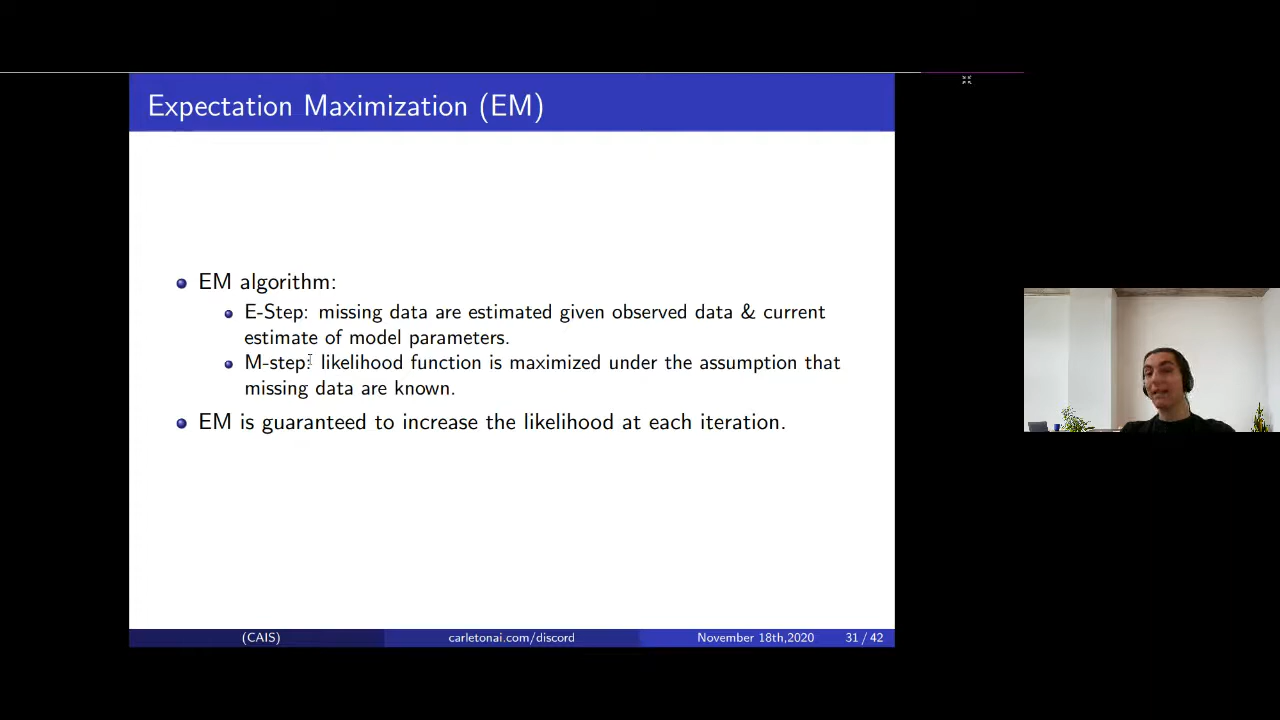 Expectation Maximization (EM)
EM algorithm:
E-Step: missing data are estimated given observed data & current
estimate of model parameters.
M-step: likelihood function is maximized under the assumption that
missing data are known.
EM is guaranteed to increase the likelihood at each iteration.
(CAIS) carletonai.com/discord November 18th,2020 31 / 42